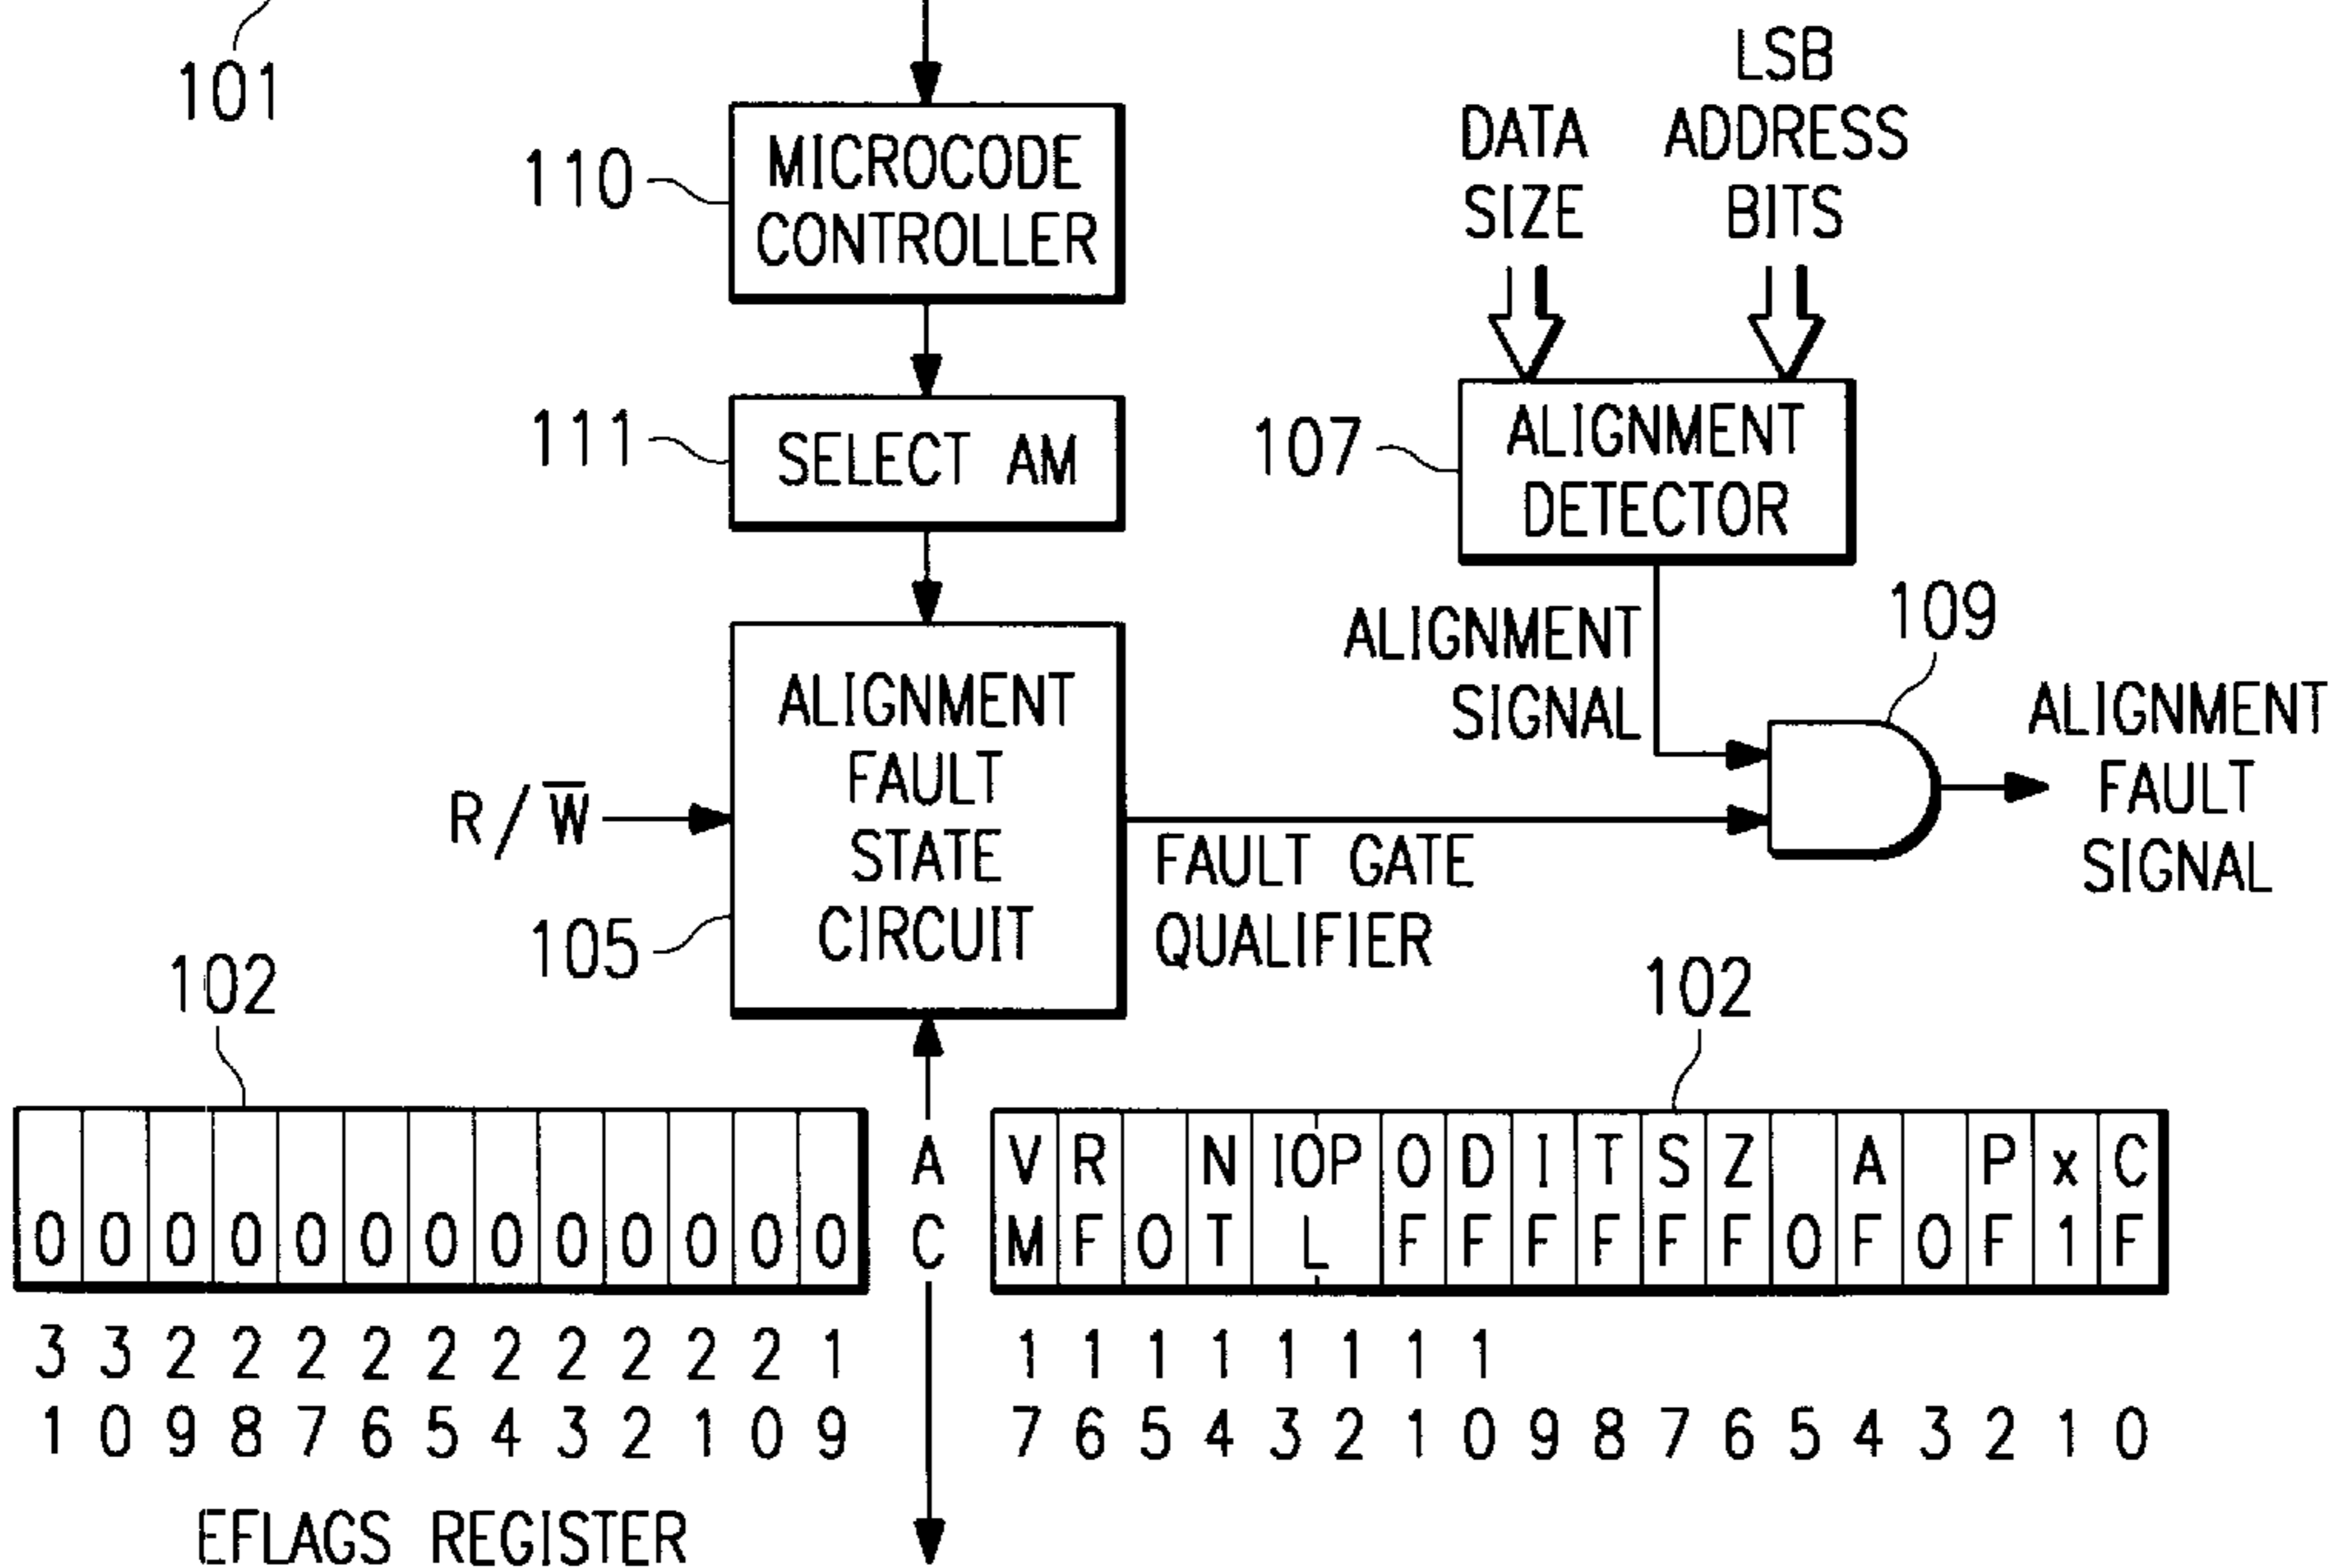 101
110
MICROCODE
CONTROLLER
DATA
SIZE
LSB
ADDRESS
BITS
111
SELECT AM
107
ALIGNMENT
DETECTOR
ALIGNMENT
SIGNAL
109
ALIGNMENT
FAULT
SIGNAL
R/W̅
ALIGNMENT
FAULT
STATE
CIRCUIT
105
FAULT GATE
QUALIFIER
102
102
A V R N IOP O D I T S Z A P x C
0 0 0 0 0 0 0 0 0 0 0 0 0 C M F 0 T L F F F F F F 0 F 0 F 1 F
3 3 2 2 2 2 2 2 2 2 2 2 1 1 1 1 1 1 1 1 1
1 0 9 8 7 6 5 4 3 2 1 0 9 7 6 5 4 3 2 1 0 9 8 7 6 5 4 3 2 1 0
EFLAGS REGISTER